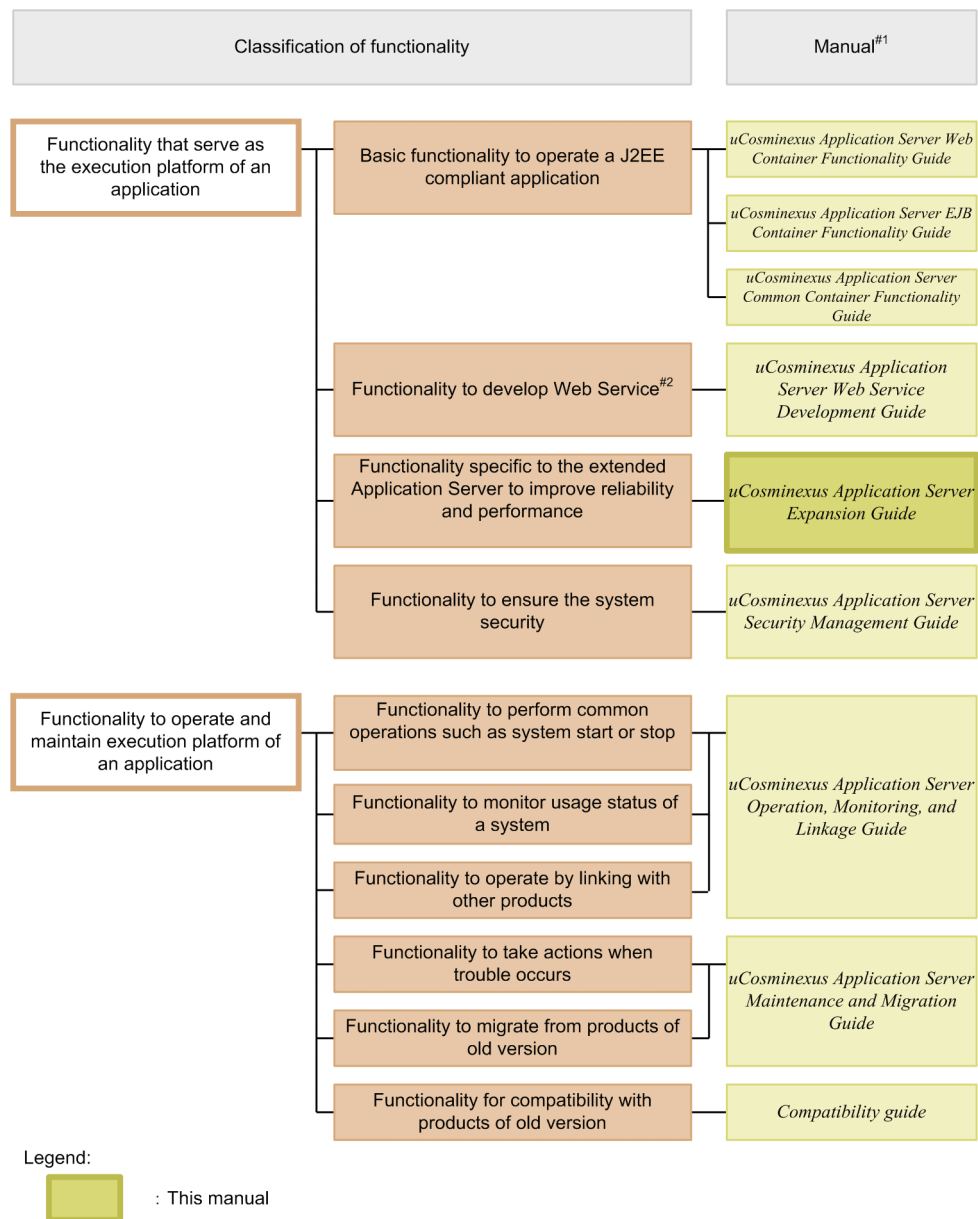 Classification of functionality
Manual#1
Functionality that serve as
the execution platform of an
application
Basic functionality to operate a J2EE
compliant application
uCosminexus Application Server Web
Container Functionality Guide
uCosminexus Application Server EJB
Container Functionality Guide
uCosminexus Application Server
Common Container Functionality
Guide
Functionality to develop Web Service#2
uCosminexus Application
Server Web Service
Development Guide
Functionality specific to the extended
Application Server to improve reliability
and performance
uCosminexus Application Server
Expansion Guide
Functionality to ensure the system
security
uCosminexus Application Server
Security Management Guide
Functionality to operate and
maintain execution platform of
an application
Functionality to perform common
operations such as system start or stop
Functionality to monitor usage status of
a system
Functionality to operate by linking with
other products
uCosminexus Application Server
Operation, Monitoring, and
Linkage Guide
Functionality to take actions when
trouble occurs
Functionality to migrate from products of
old version
uCosminexus Application Server
Maintenance and Migration
Guide
Functionality for compatibility with
products of old version
Compatibility guide
Legend:
: This manual